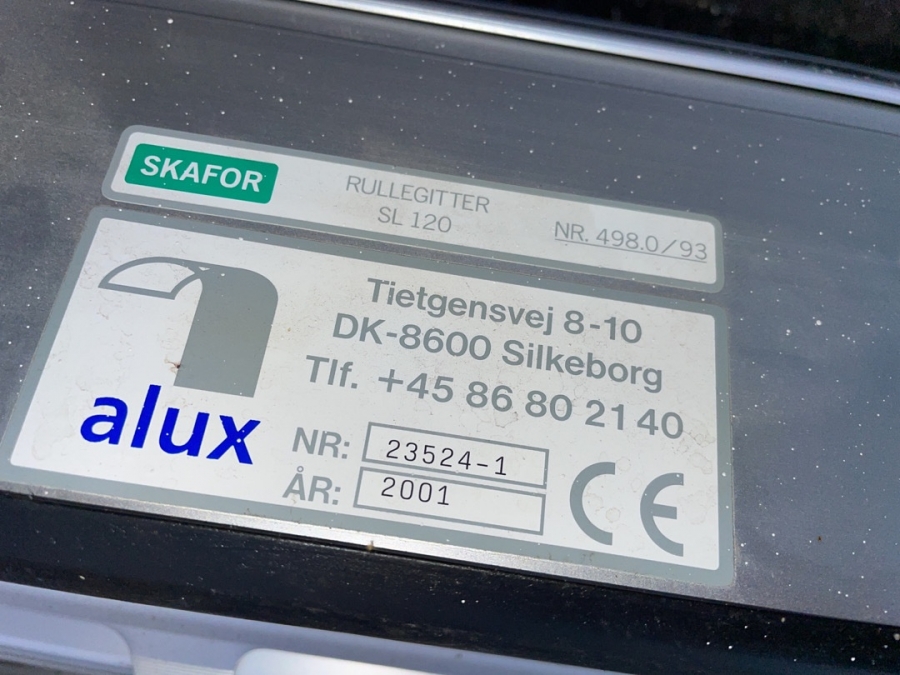 SKAFOR
RULLEGITTER
SL 120
NR. 498.0/93
Tietgensvej 8-10
DK-8600 Silkeborg
Tlf. +45 86 80 21 40
alux
NR: 23524-1
ÅR: 2001
CE